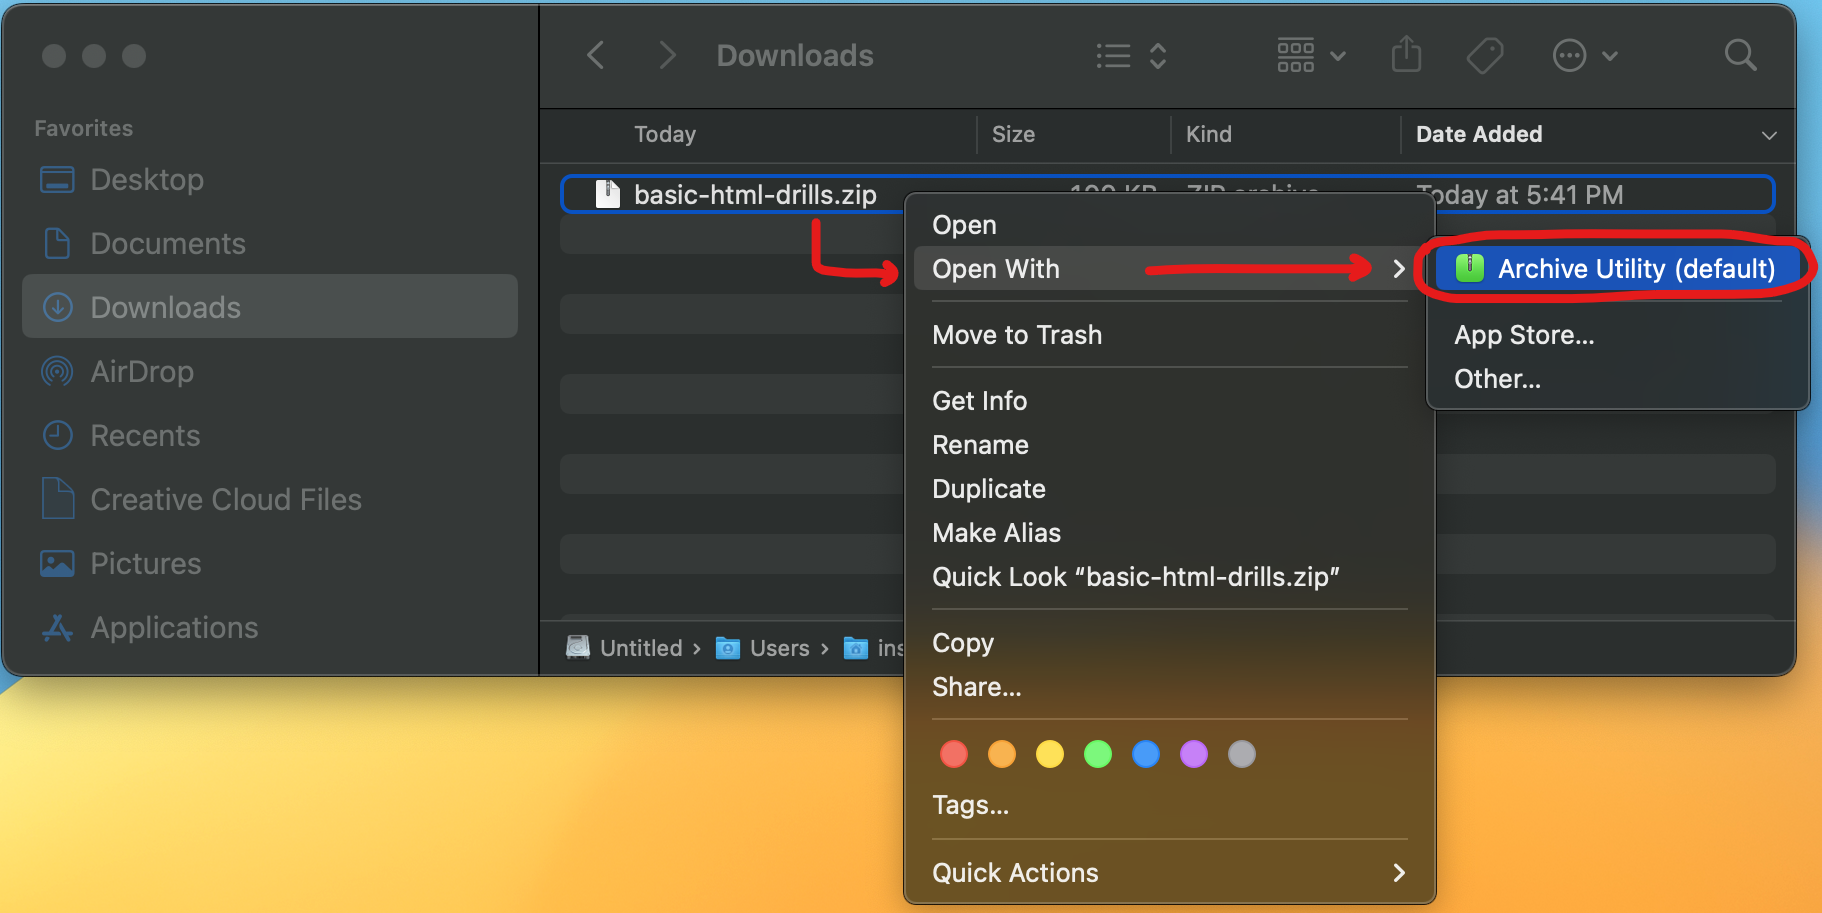 Downloads
Favorites
Desktop
Documents
Downloads
AirDrop
Recents
Creative Cloud Files
Pictures
Applications
Today Size Kind Date Added
basic-html-drills.zip Today at 5:41 PM
Open
Open With
Move to Trash
Get Info
Rename
Duplicate
Make Alias
Quick Look “basic-html-drills.zip”
Copy
Share...
Tags...
Quick Actions
Archive Utility (default)
App Store...
Other...
Untitled › Users › ins